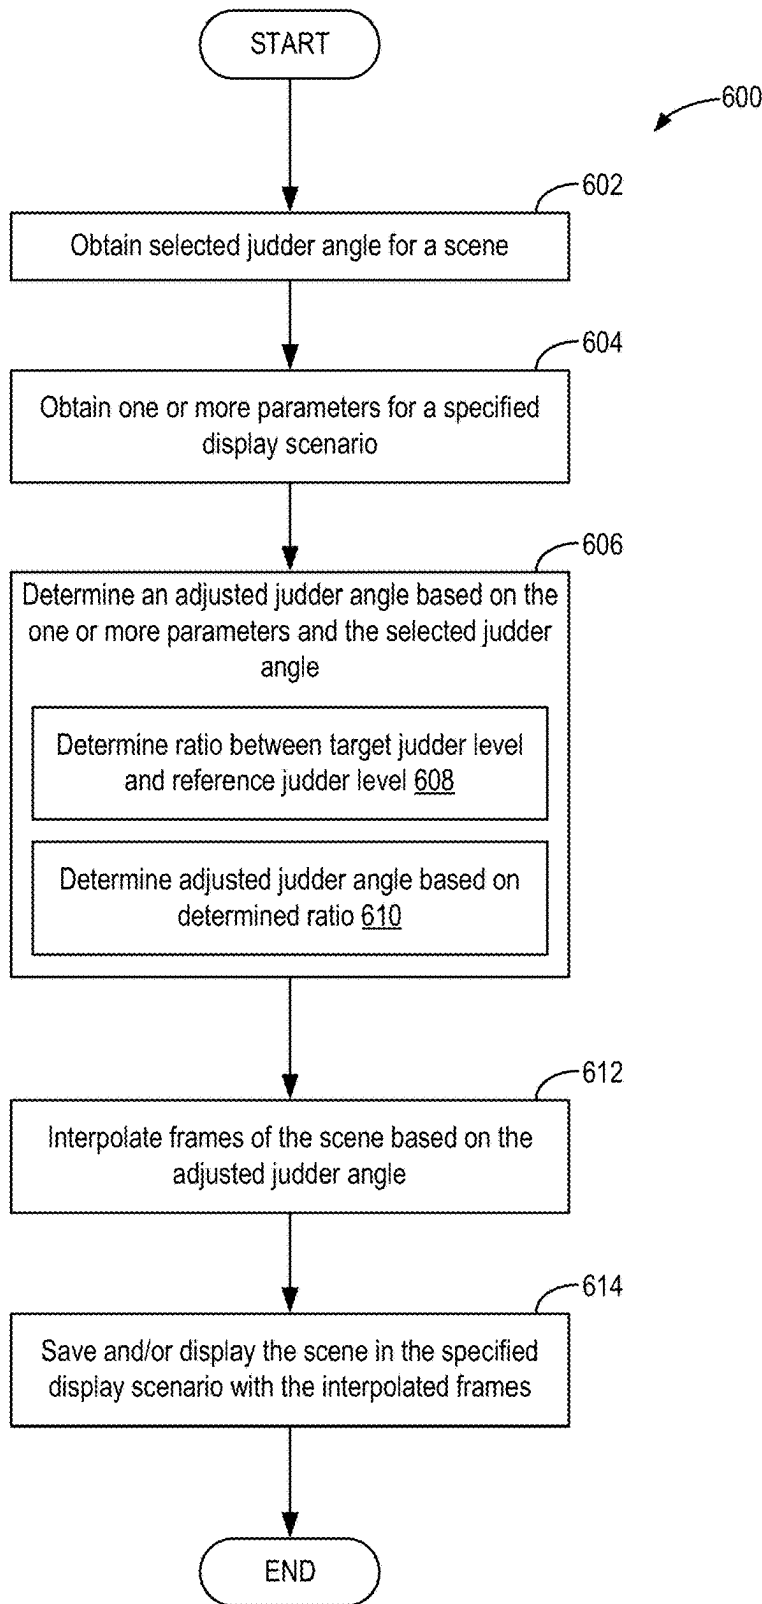 START
600
602
Obtain selected judder angle for a scene
604
Obtain one or more parameters for a specified
display scenario
606
Determine an adjusted judder angle based on the
one or more parameters and the selected judder
angle
Determine ratio between target judder level
and reference judder level 608
Determine adjusted judder angle based on
determined ratio 610
612
Interpolate frames of the scene based on the
adjusted judder angle
614
Save and/or display the scene in the specified
display scenario with the interpolated frames
END